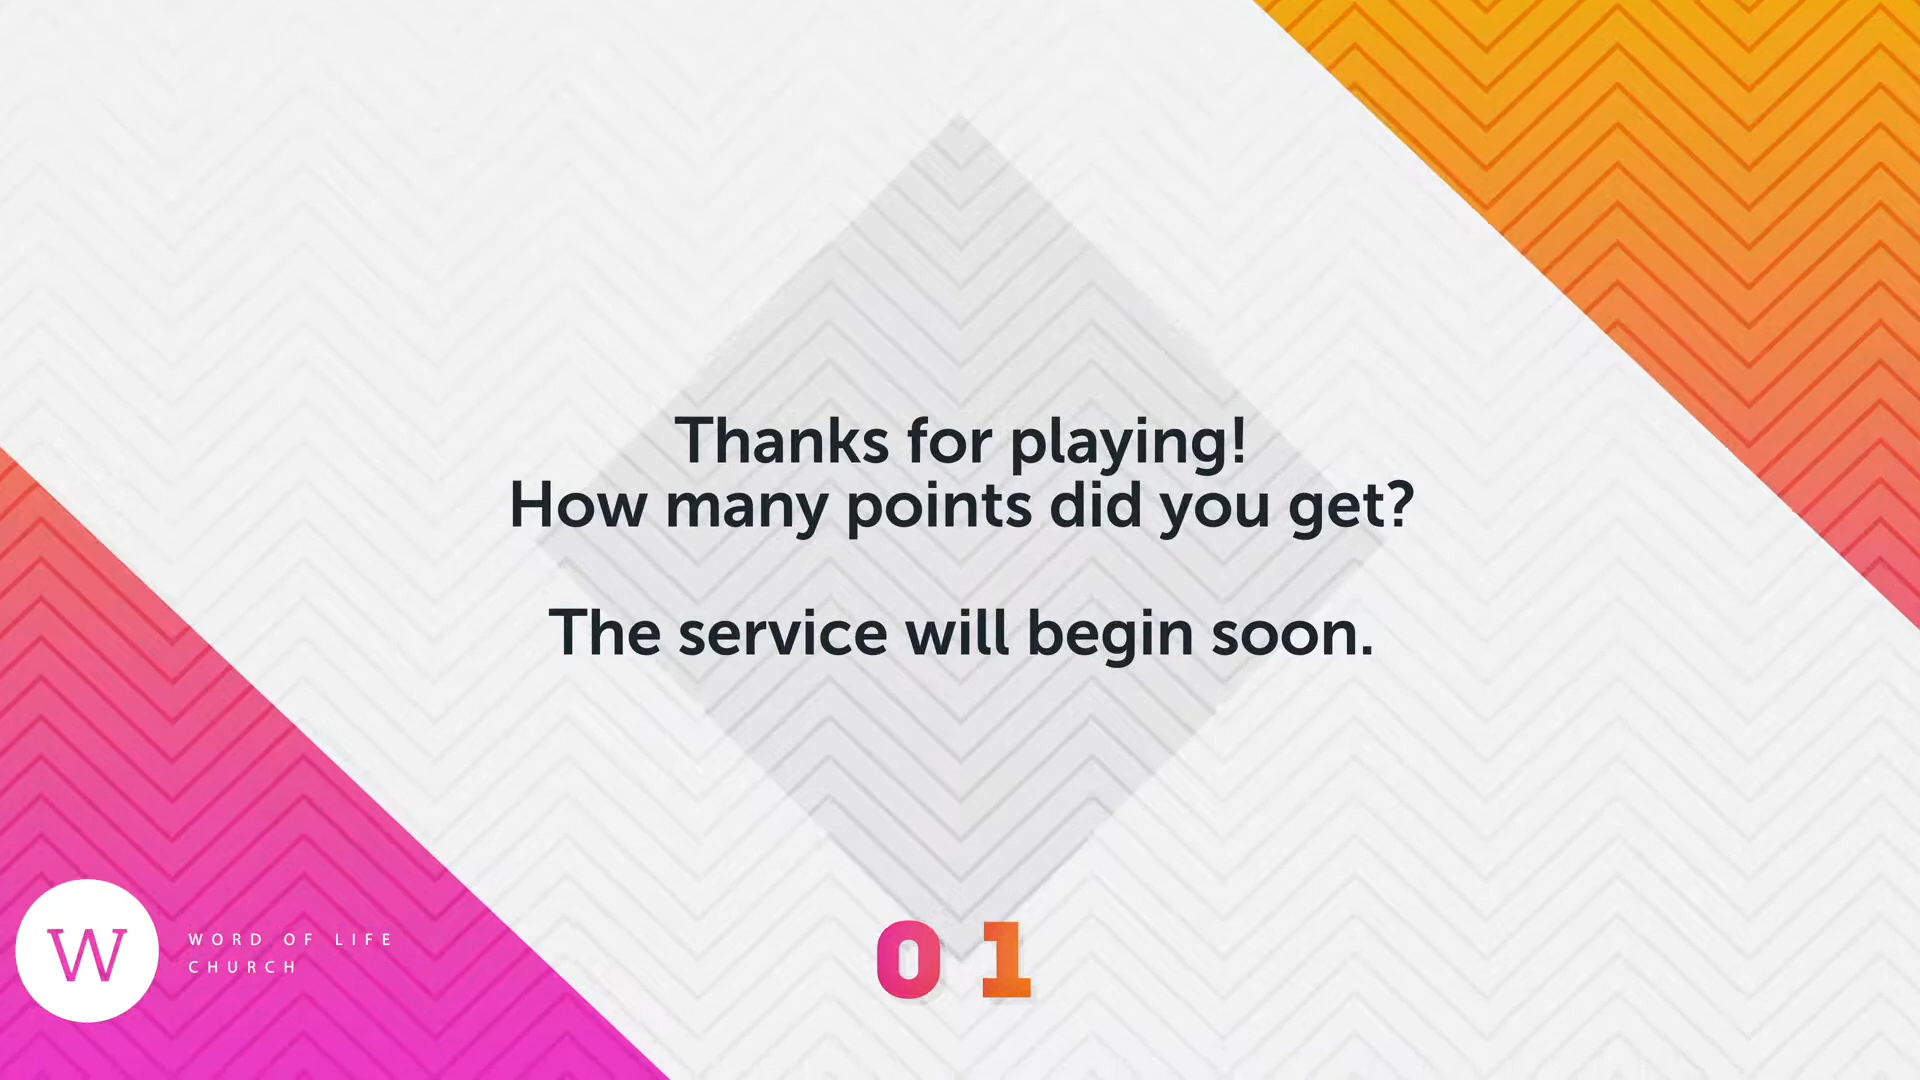 Thanks for playing!
How many points did you get?
The service will begin soon.
W
WORD OF LIFE
CHURCH
01